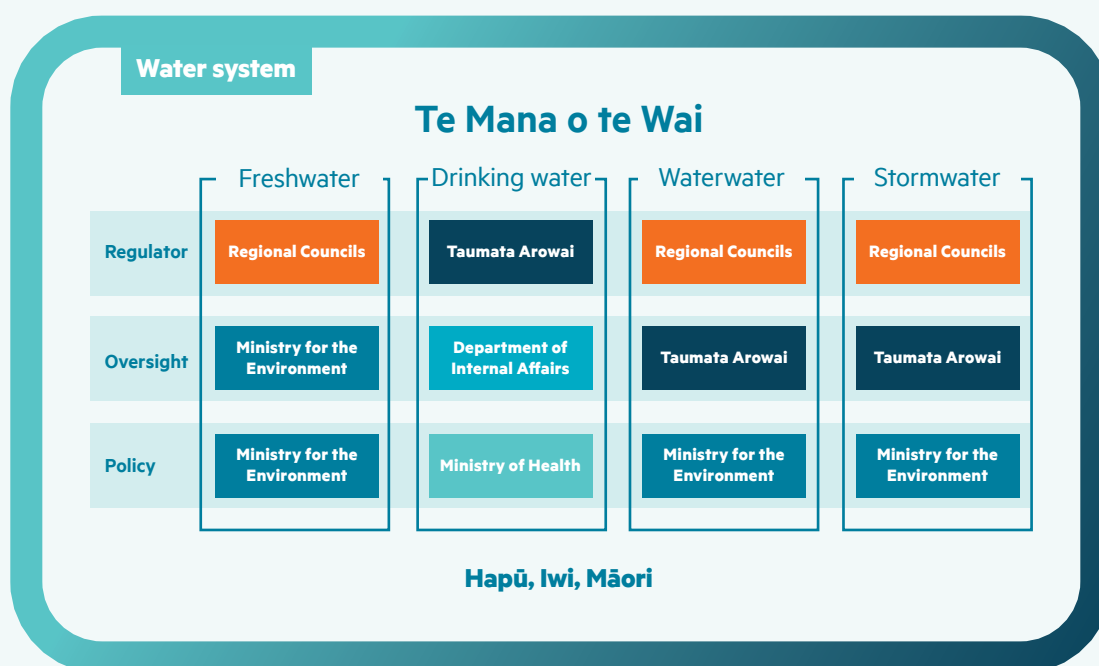 Water system
Te Mana o te Wai
Freshwater
Drinking water
Waterwater
Stormwater
Regulator
Regional Councils
Taumata Arowai
Regional Councils
Regional Councils
Oversight
Ministry for the
Environment
Department of
Internal Affairs
Taumata Arowai
Taumata Arowai
Policy
Ministry for the
Environment
Ministry of Health
Ministry for the
Environment
Ministry for the
Environment
Hapū, Iwi, Māori